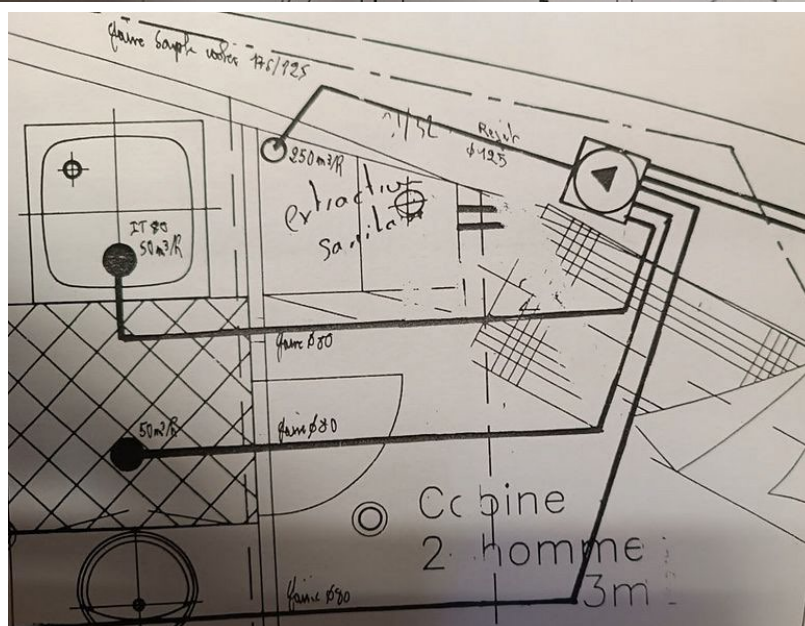 Gaine souple isolée 176/125
Rejet
ϕ125
250m³/R
extraction
sanitaire
IT 80
50m³/R
Gaine ϕ80
50m³/R
Gaine ϕ80
Cabine
2 homme
3m
Gaine ϕ80